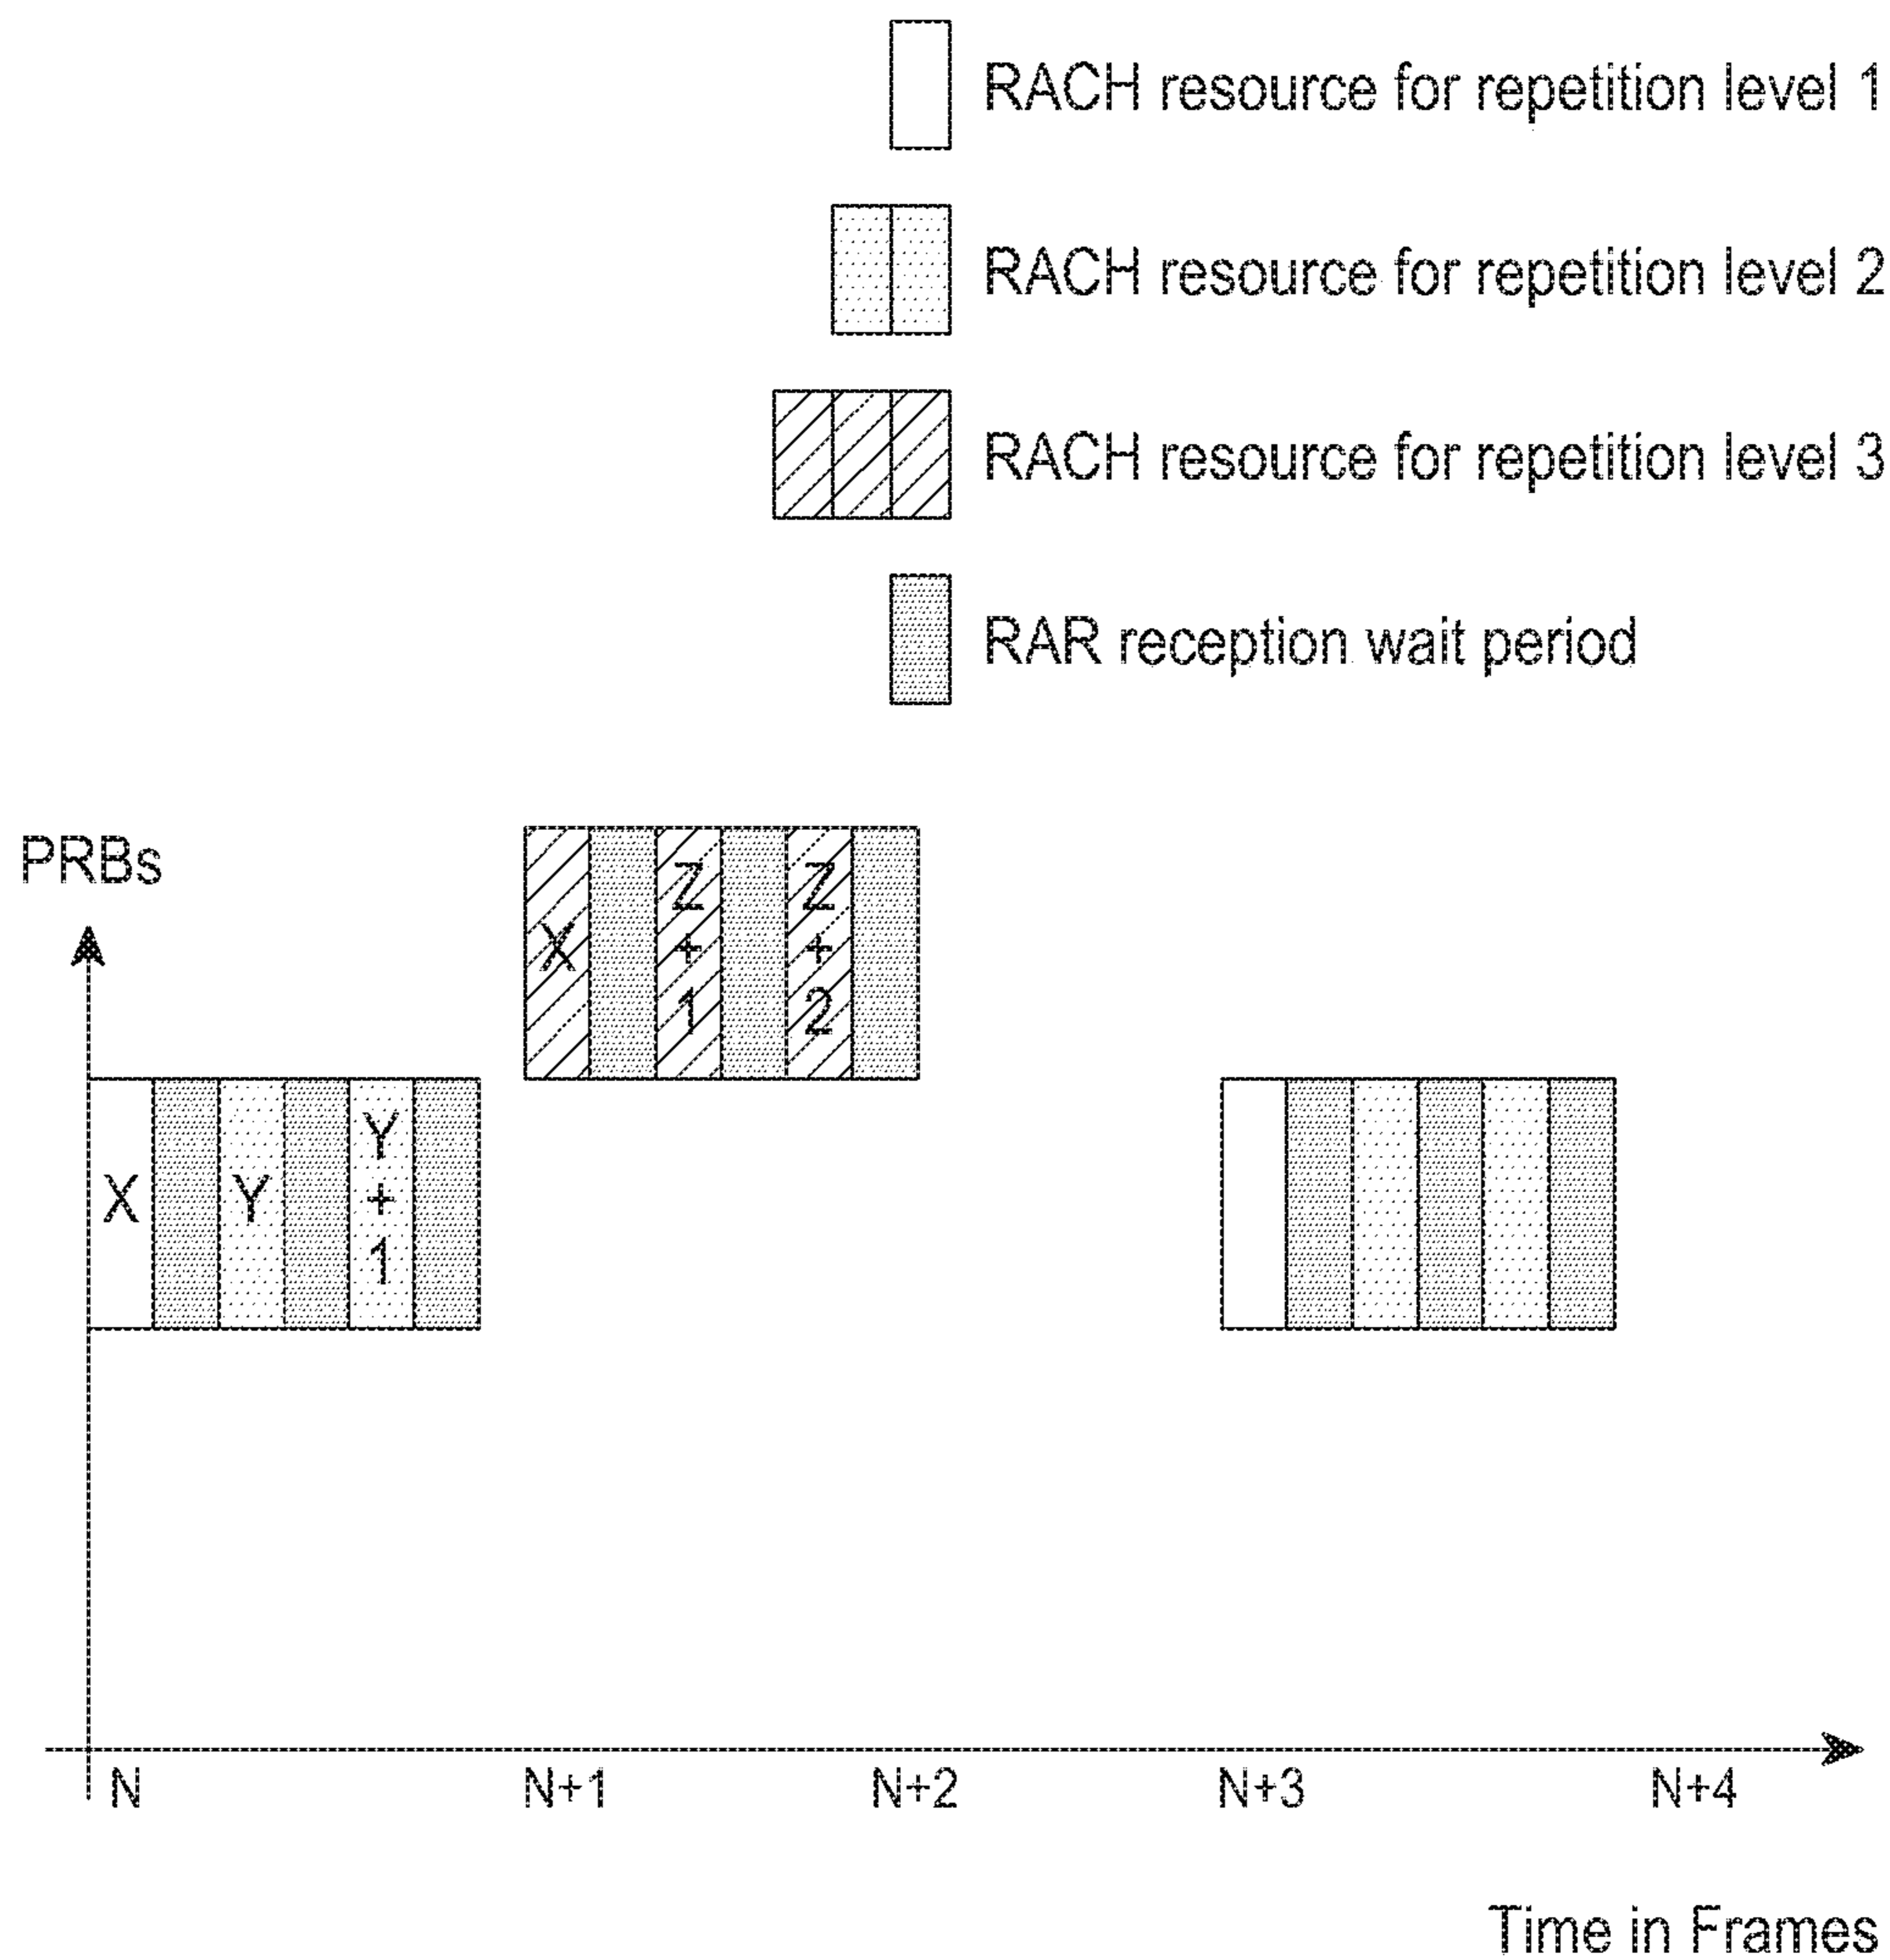 RACH resource for repetition level 1
RACH resource for repetition level 2
RACH resource for repetition level 3
RAR reception wait period
PRBs
X
Z
+
1
Z
+
2
X
Y
Y
+
1
N
N+1
N+2
N+3
N+4
Time in Frames